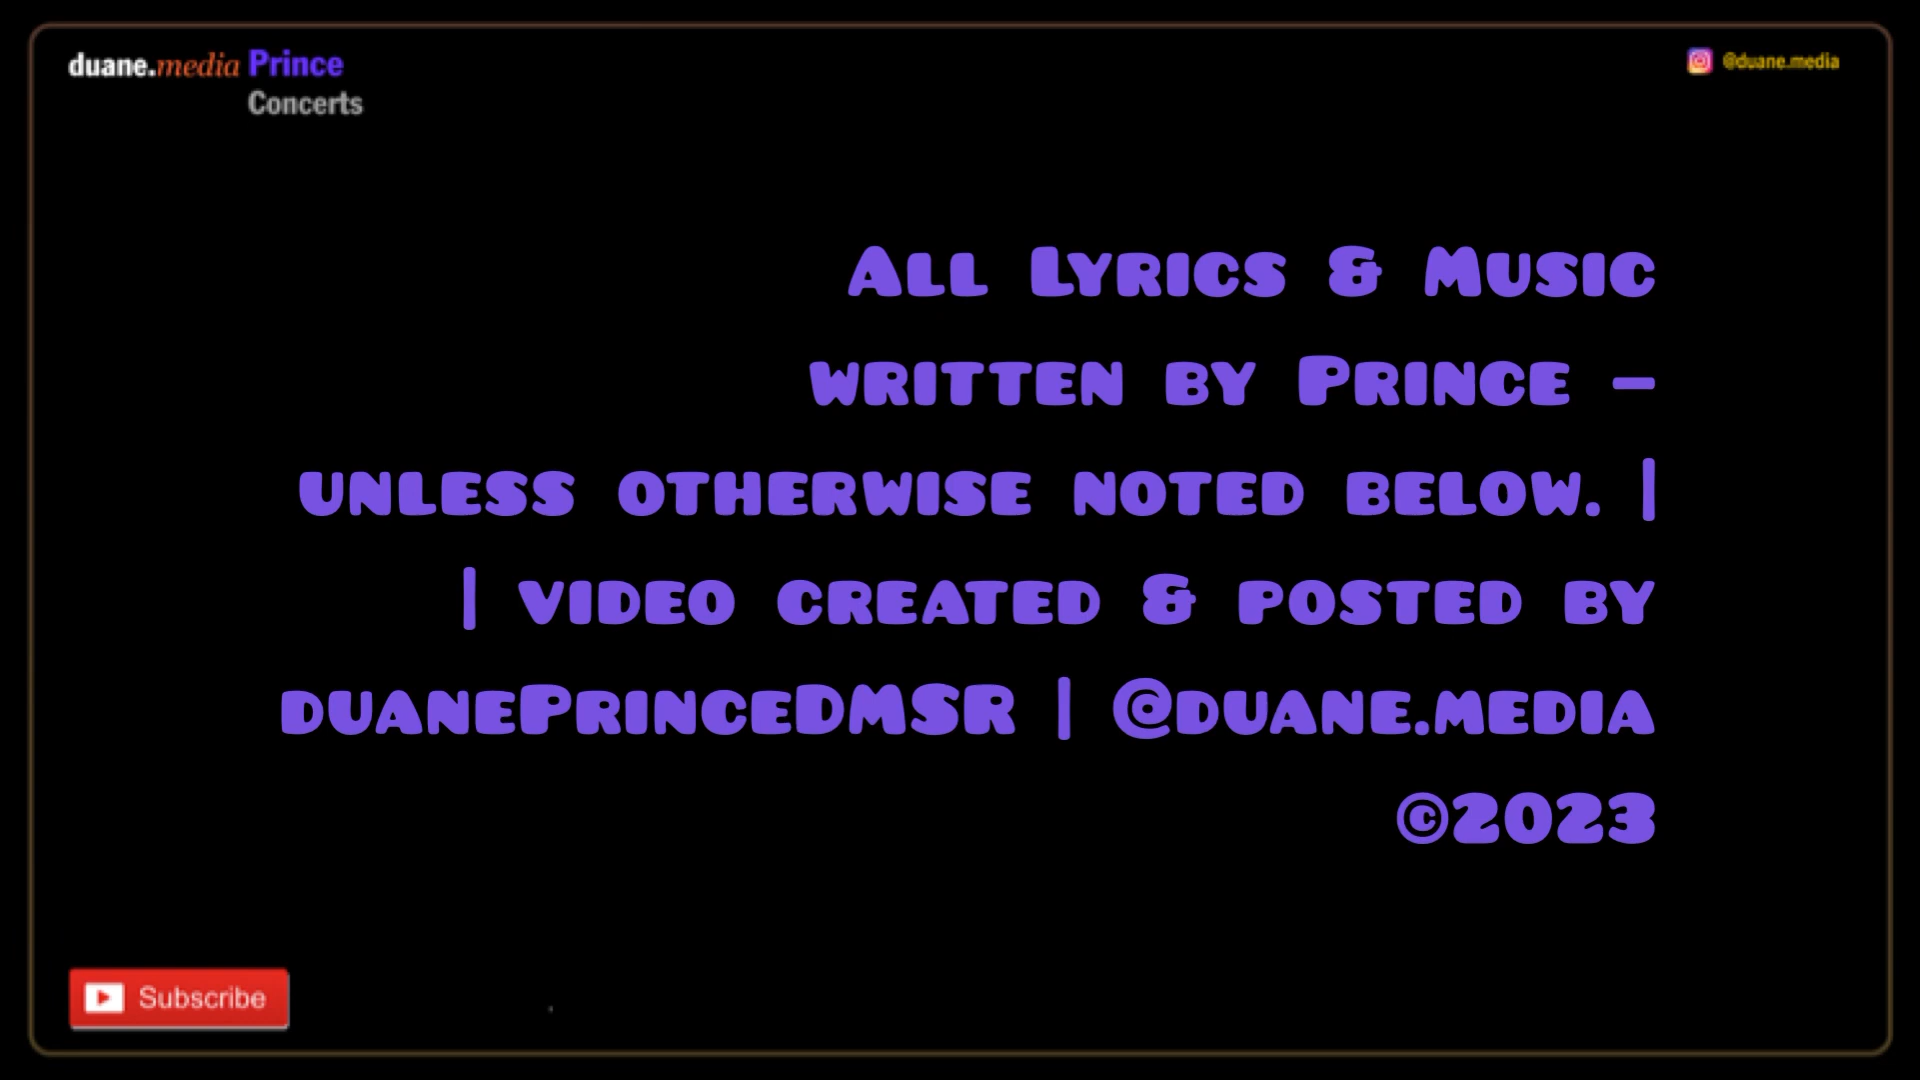 duane.media Prince
Concerts
@duane.media
All Lyrics & Music
written by Prince –
unless otherwise noted below. |
| video created & posted by
duanePrinceDMSR | @duane.media
©2023
Subscribe